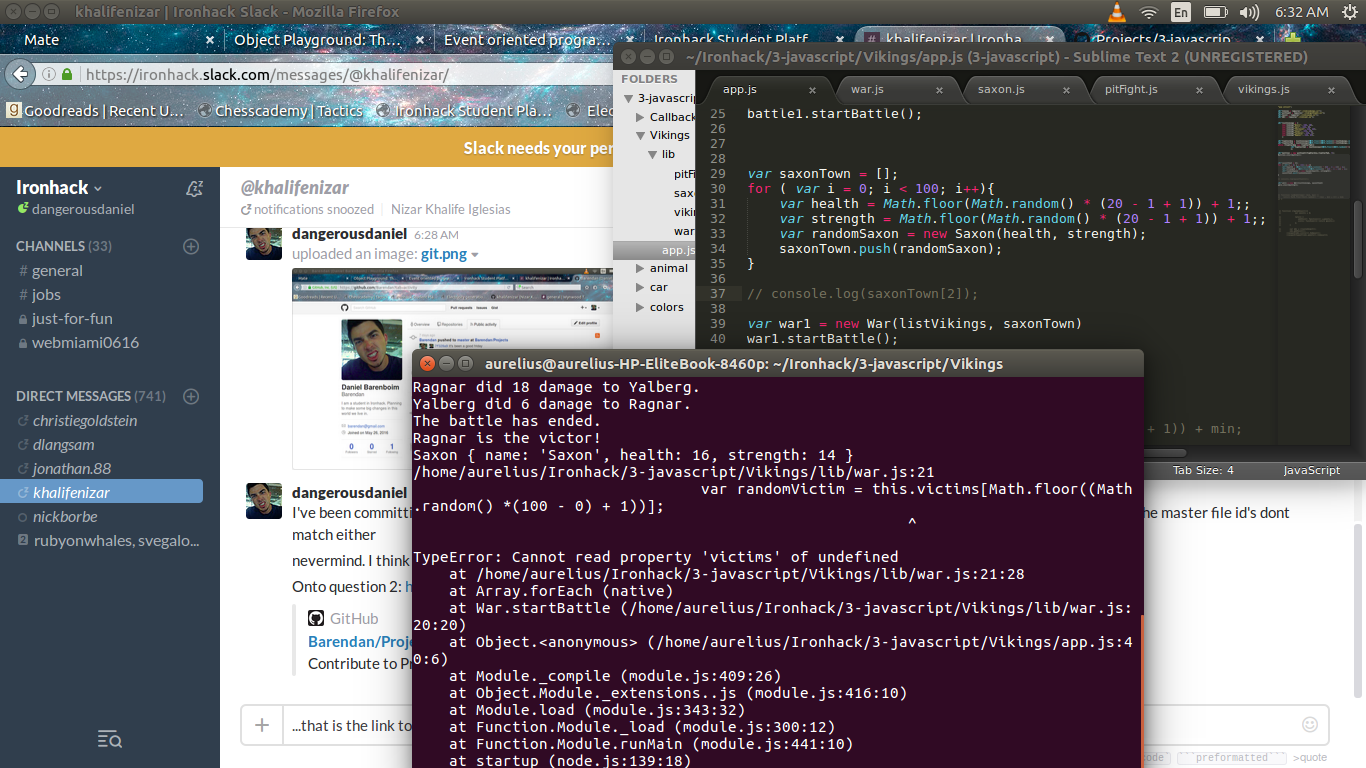 khalifenizar | Ironhack Slack - Mozilla Firefox
En
6:32 AM
Mate
Object Playground: Th...
Event oriented progra...
Ironhack Student Platf
khalifenizar | Ironha
Projects/3-javascrip
https://ironhack.slack.com/messages/@khalifenizar/
Goodreads | Recent U...
Chesscademy | Tactics
Ironhack Student Pla...
Elec
Slack needs your per
Ironhack
dangerousdaniel
CHANNELS (33)
# general
# jobs
just-for-fun
webmiami0616
DIRECT MESSAGES (741)
christiegoldstein
dlangsam
jonathan.88
khalifenizar
nickborbe
2 rubyonwhales, svegalo...
@khalifenizar
notifications snoozed
Nizar Khalife Iglesias
dangerousdaniel 6:28 AM
uploaded an image: git.png
Daniel Barenboim
Barendan
dangerousdaniel
I've been committi
he master file id's dont
match either
nevermind. I think
Onto question 2: h
GitHub
Barendan/Proje
Contribute to Pr
...that is the link to
code
preformatted
>quote
~/Ironhack/3-javascript/Vikings/app.js (3-javascript) - Sublime Text 2 (UNREGISTERED)
FOLDERS
3-javascrip
Callback
Vikings
lib
pitFi
saxo
vikin
war
app.js
animal
car
colors
app.js
war.js
saxon.js
pitFight.js
vikings.js
25 battle1.startBattle();
26
27
28
29 var saxonTown = [];
30 for ( var i = 0; i < 100; i++){
31 var health = Math.floor(Math.random() * (20 - 1 + 1)) + 1;;
32 var strength = Math.floor(Math.random() * (20 - 1 + 1)) + 1;;
33 var randomSaxon = new Saxon(health, strength);
34 saxonTown.push(randomSaxon);
35 }
36
37 // console.log(saxonTown[2]);
38
39 var war1 = new War(listVikings, saxonTown)
40 war1.startBattle();
+ 1)) + min;
Tab Size: 4
JavaScript
aurelius@aurelius-HP-EliteBook-8460p: ~/Ironhack/3-javascript/Vikings
Ragnar did 18 damage to Yalberg.
Yalberg did 6 damage to Ragnar.
The battle has ended.
Ragnar is the victor!
Saxon { name: 'Saxon', health: 16, strength: 14 }
/home/aurelius/Ironhack/3-javascript/Vikings/lib/war.js:21
var randomVictim = this.victims[Math.floor((Math
.random() *(100 - 0) + 1))];
^
TypeError: Cannot read property 'victims' of undefined
at /home/aurelius/Ironhack/3-javascript/Vikings/lib/war.js:21:28
at Array.forEach (native)
at War.startBattle (/home/aurelius/Ironhack/3-javascript/Vikings/lib/war.js:
20:20)
at Object.<anonymous> (/home/aurelius/Ironhack/3-javascript/Vikings/app.js:4
0:6)
at Module._compile (module.js:409:26)
at Object.Module._extensions..js (module.js:416:10)
at Module.load (module.js:343:32)
at Function.Module._load (module.js:300:12)
at Function.Module.runMain (module.js:441:10)
at startup (node.js:139:18)